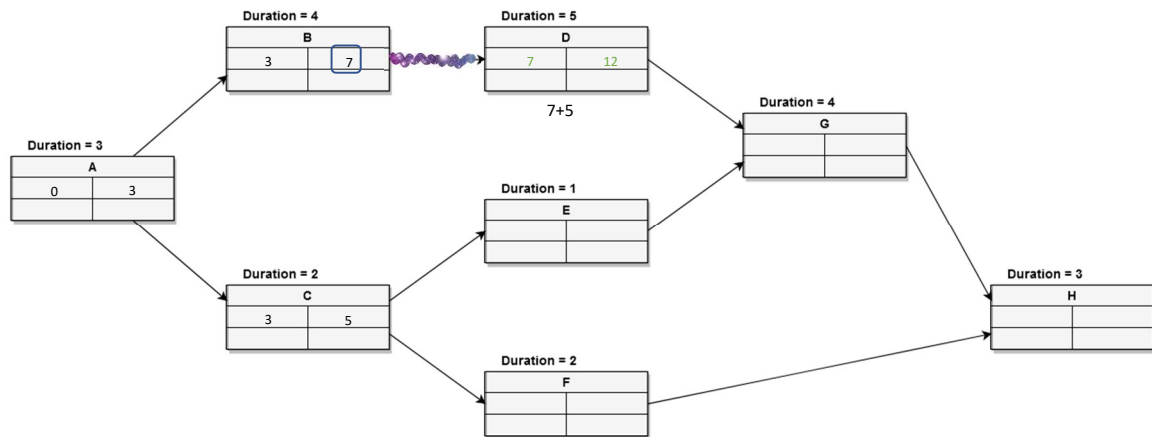 Duration = 4
B
3 7
Duration = 5
D
7 12
7+5
Duration = 4
G
Duration = 3
A
0 3
Duration = 1
E
Duration = 2
C
3 5
Duration = 3
H
Duration = 2
F